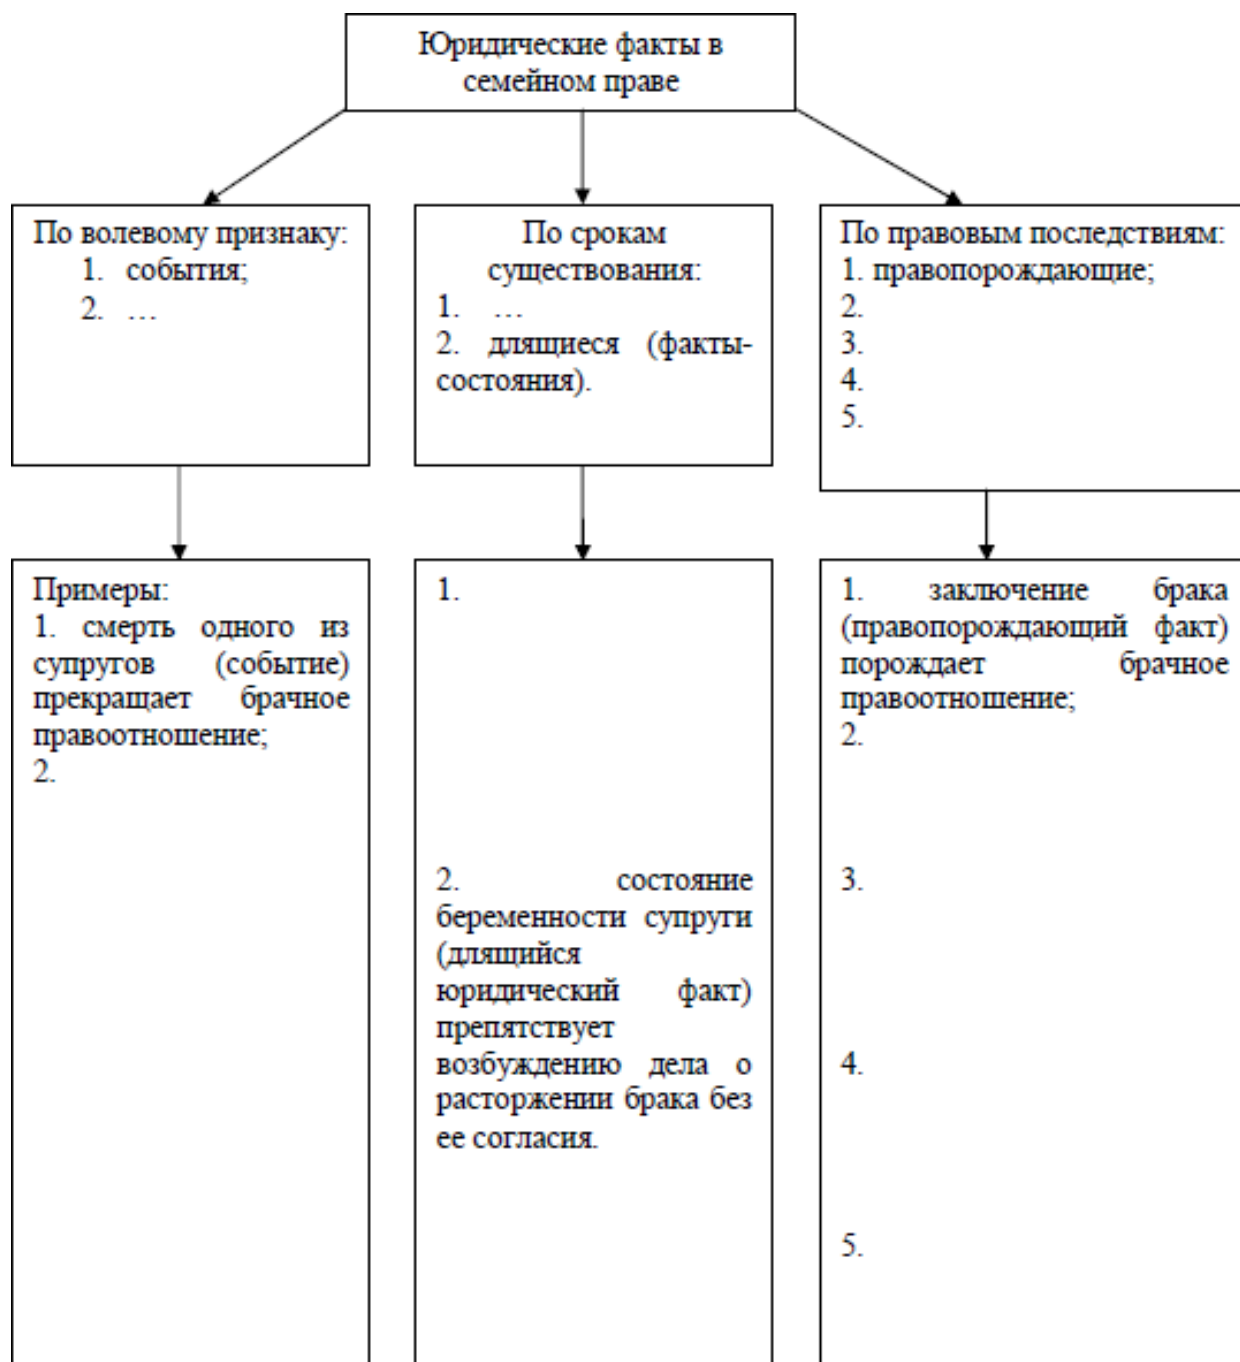 Юридические факты в
семейном праве
По волевому признаку:
1. события;
2. …
По срокам
существования:
1. …
2. длящиеся (факты-
состояния).
По правовым последствиям:
1. правопорождающие;
2.
3.
4.
5.
Примеры:
1. смерть одного из
супругов (событие)
прекращает брачное
правоотношение;
2.
1.
2. состояние
беременности супруги
(длящийся
юридический факт)
препятствует
возбуждению дела о
расторжении брака без
ее согласия.
1. заключение брака
(правопорождающий факт)
порождает брачное
правоотношение;
2.
3.
4.
5.